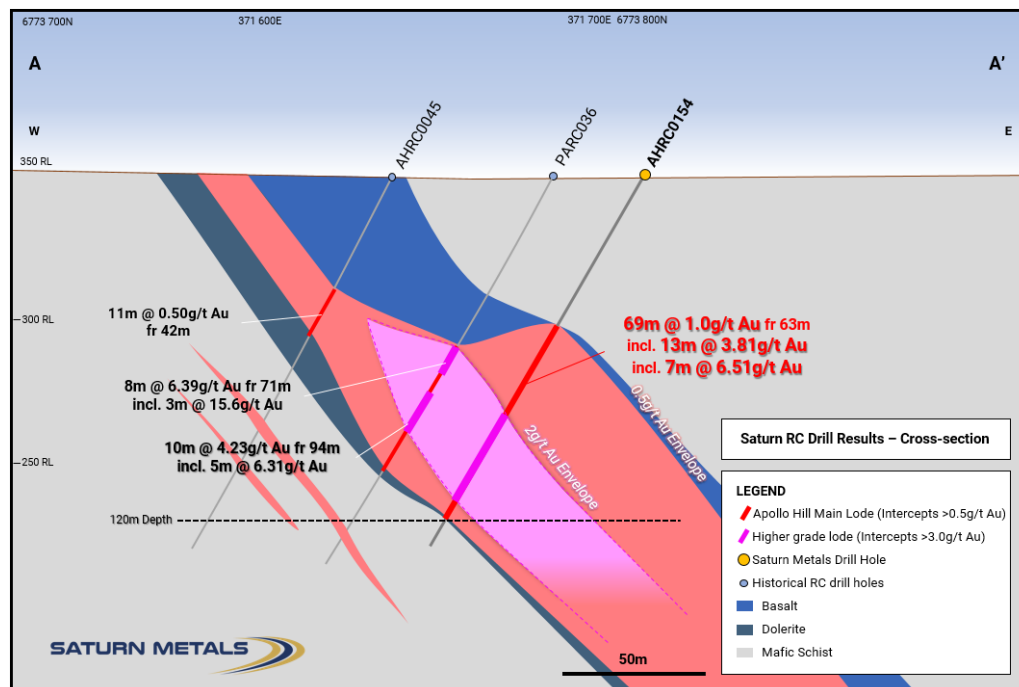 6773 700N
371 600E
371 700E 6773 800N
A
A'
W
E
AHRC0045
PARC036
AHRC0154
350 RL
300 RL
250 RL
11m @ 0.50g/t Au
fr 42m
8m @ 6.39g/t Au fr 71m
incl. 3m @ 15.6g/t Au
10m @ 4.23g/t Au fr 94m
incl. 5m @ 6.31g/t Au
69m @ 1.0g/t Au fr 63m
incl. 13m @ 3.81g/t Au
incl. 7m @ 6.51g/t Au
0.5g/t Au Envelope
2g/t Au Envelope
120m Depth
Saturn RC Drill Results – Cross-section
LEGEND
Apollo Hill Main Lode (Intercepts >0.5g/t Au)
Higher grade lode (Intercepts >3.0g/t Au)
Saturn Metals Drill Hole
Historical RC drill holes
Basalt
Dolerite
Mafic Schist
SATURN METALS
50m